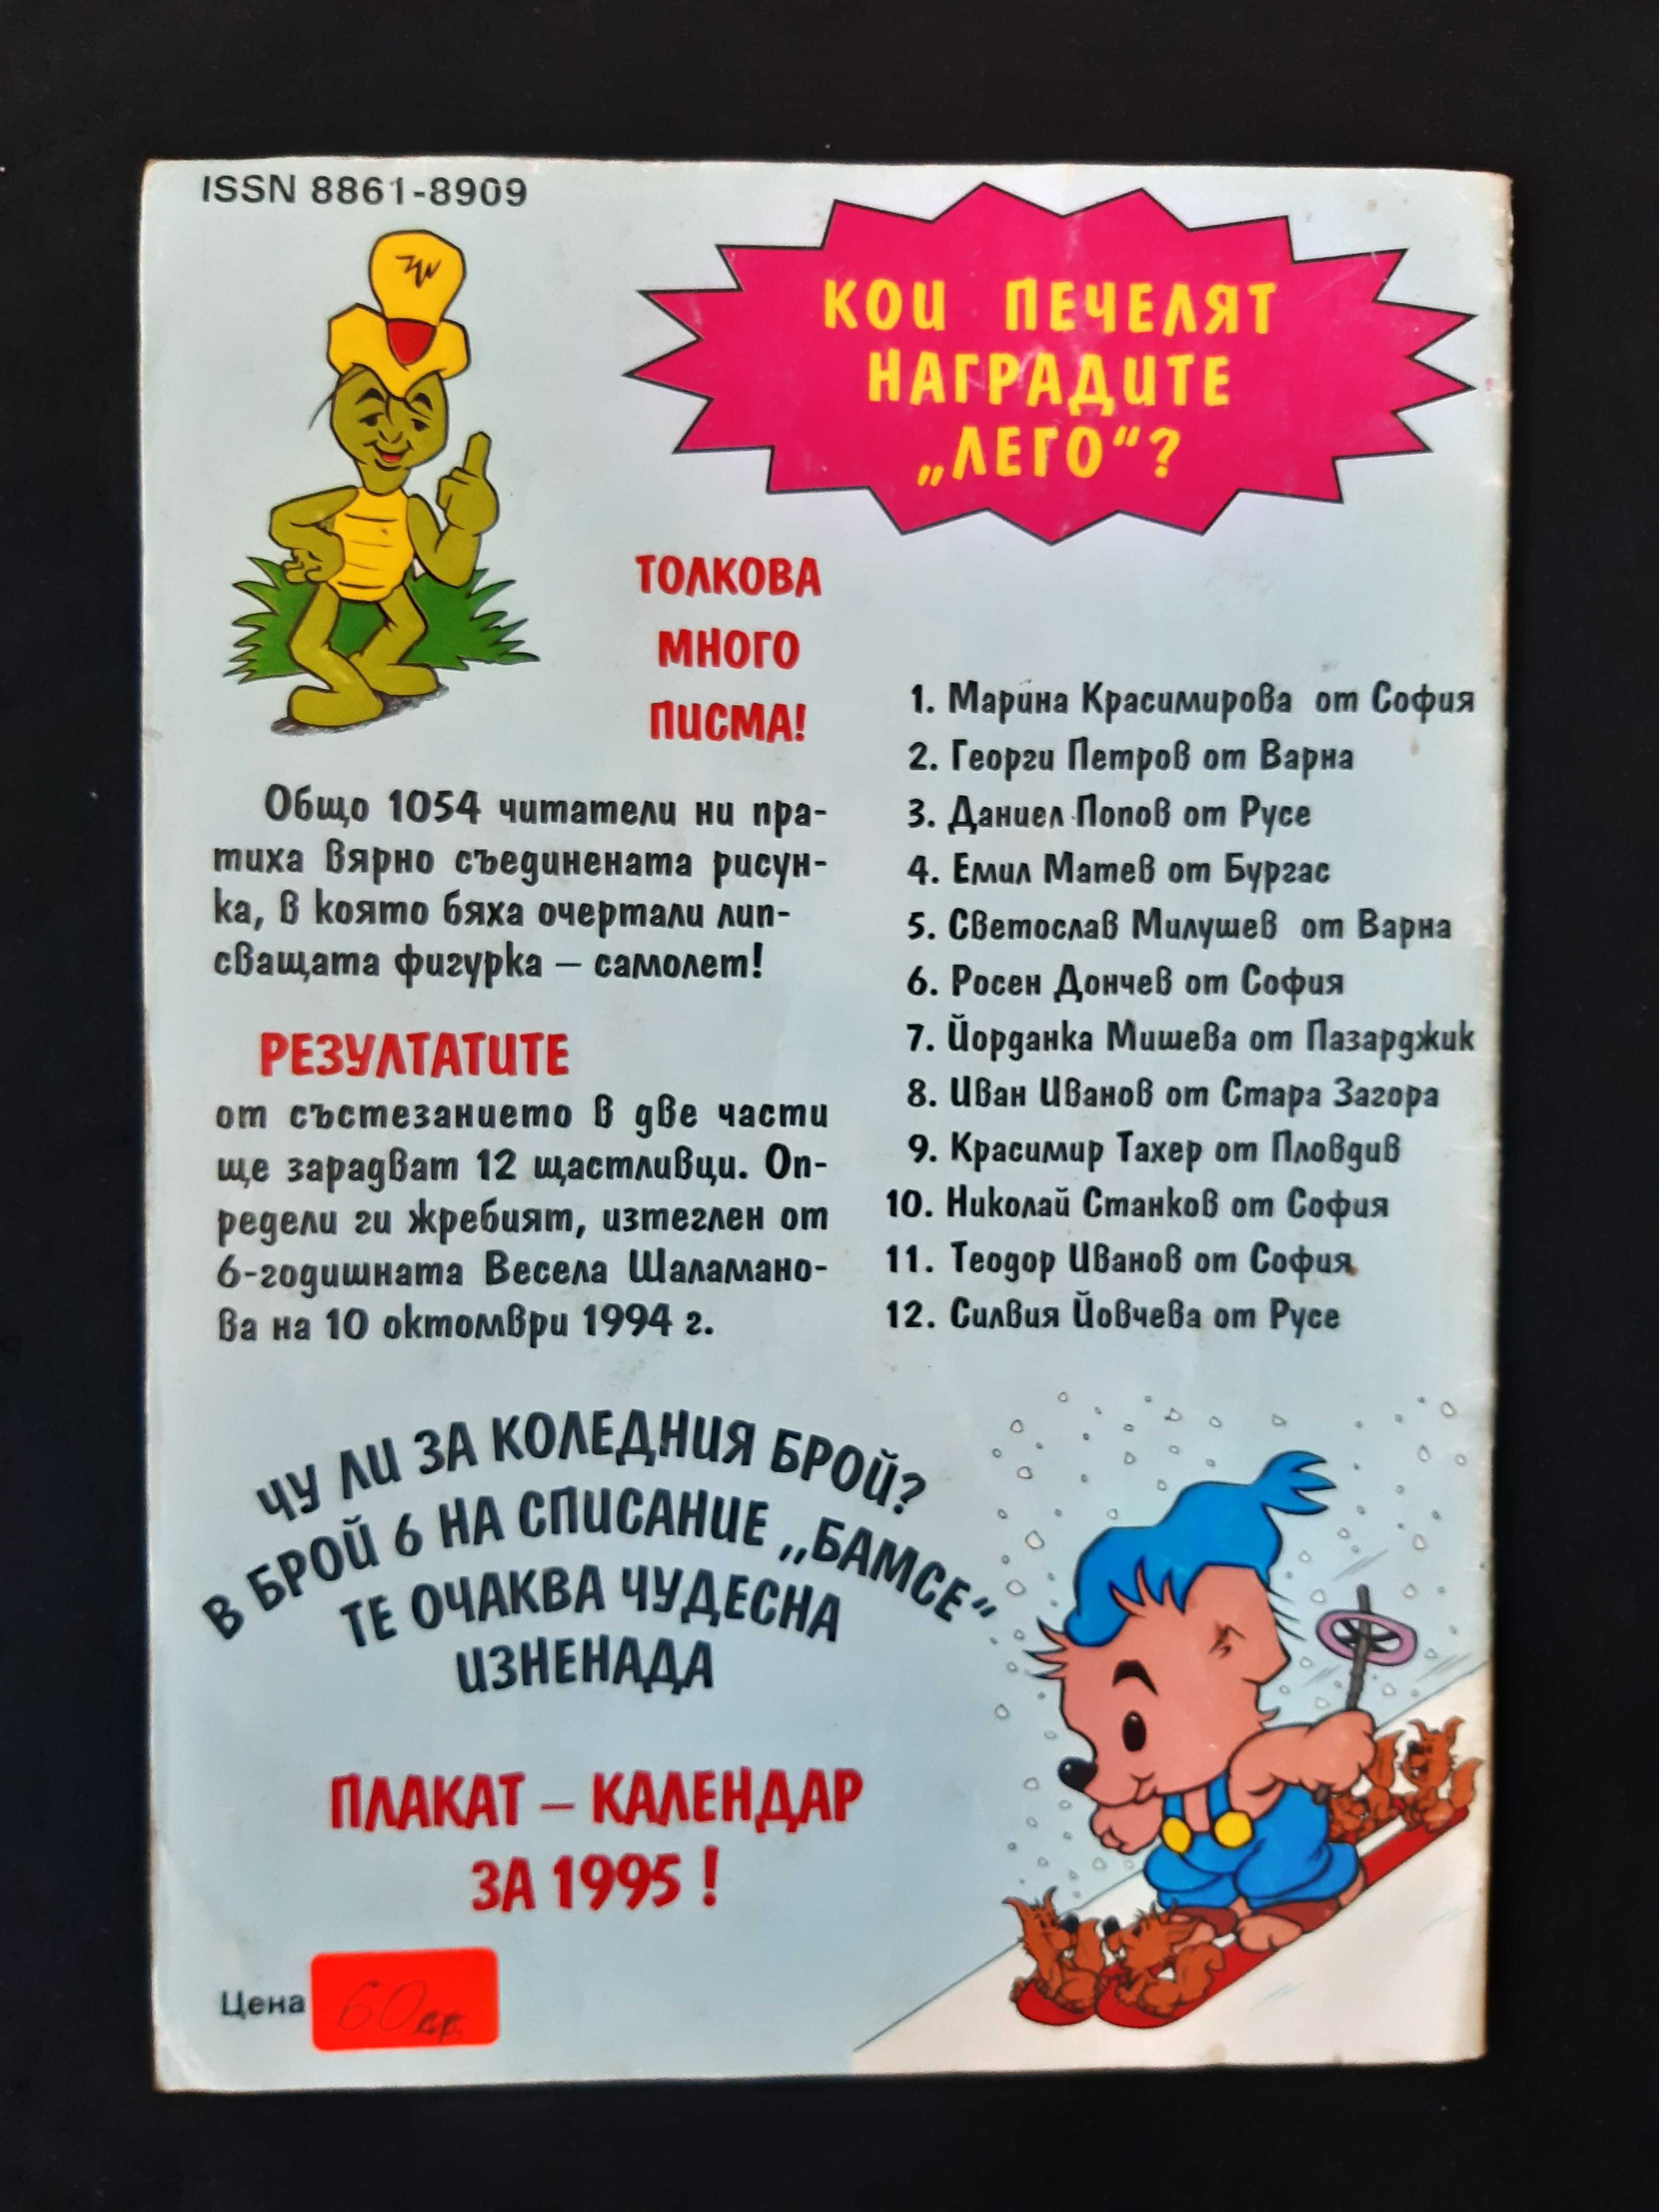 ISSN 8861-8909
КОИ ПЕЧЕЛЯТ
НАГРАДИТЕ
„ЛЕГО“?
ТОЛКОВА
МНОГО
ПИСМА!
Общо 1054 читатели ни пра-
тиха вярно съединената рисун-
ка, в която бяха очертали лип-
сващата фигурка – самолет!
РЕЗУЛТАТИТЕ
от състезанието в две части
ще зарадват 12 щастливци. Оп-
редели ги жребият, изтеглен от
6-годишната Весела Шаламано-
ва на 10 октомври 1994 г.
1. Марина Красимирова от София
2. Георги Петров от Варна
3. Даниел Попов от Русе
4. Емил Матев от Бургас
5. Светослав Милушев от Варна
6. Росен Дончев от София
7. Йорданка Мишева от Пазарджик
8. Иван Иванов от Стара Загора
9. Красимир Тахер от Пловдив
10. Николай Станков от София
11. Теодор Иванов от София
12. Силвия Йовчева от Русе
ЧУ ЛИ ЗА КОЛЕДНИЯ БРОЙ?
В БРОЙ 6 НА СПИСАНИЕ „БАМСЕ“
ТЕ ОЧАКВА ЧУДЕСНА
ИЗНЕНАДА
ПЛАКАТ – КАЛЕНДАР
ЗА 1995 !
Цена 60